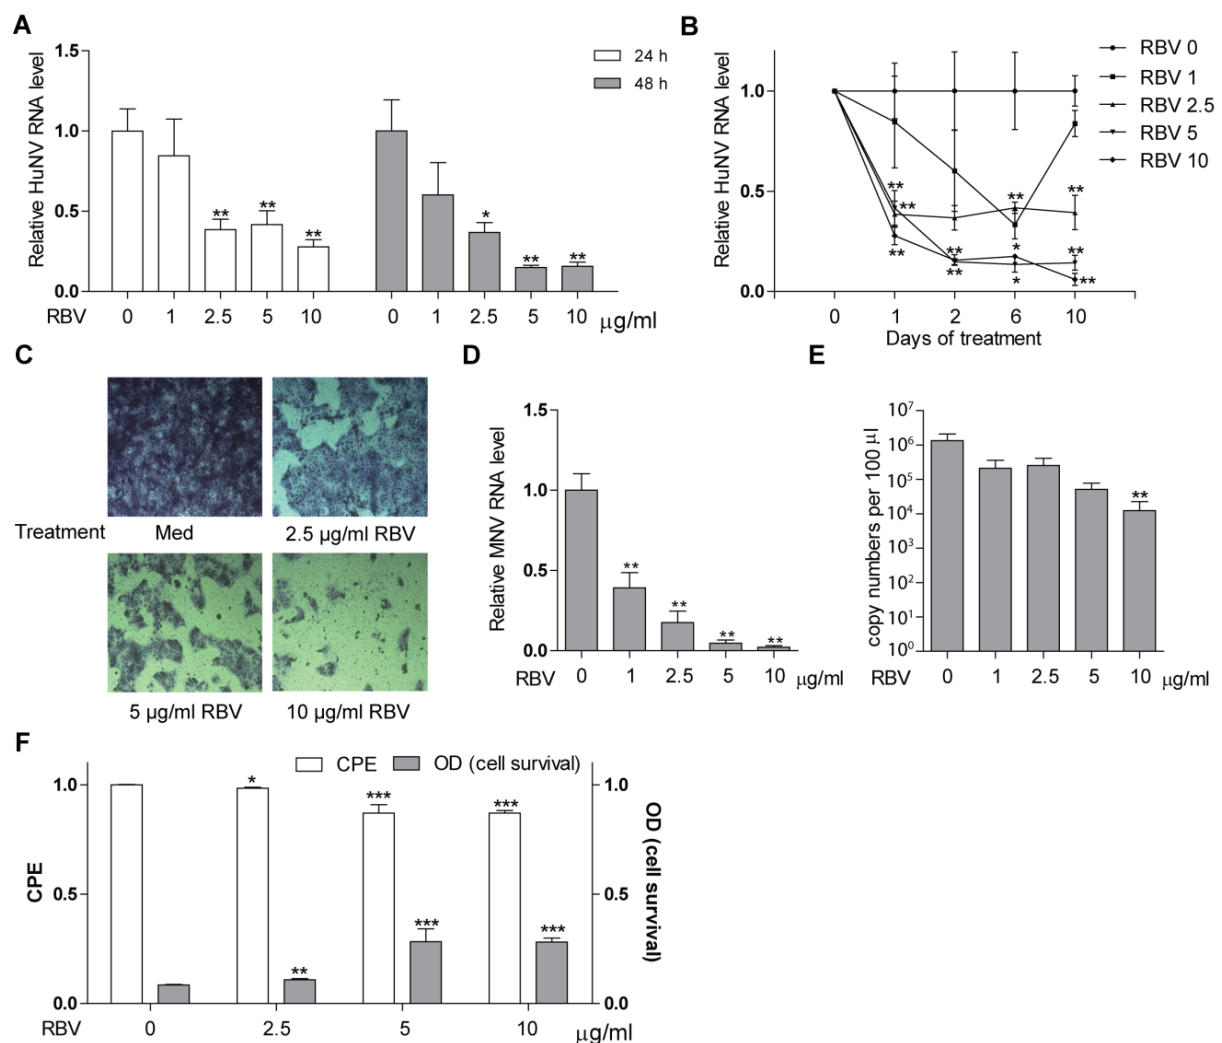 A
Relative HuNV RNA level
1.5
1.0
0.5
0.0
24 h
48 h
** ** ** * ** **
RBV 0 1 2.5 5 10 0 1 2.5 5 10 μg/ml
B
Relative HuNV RNA level
1.0
0.5
0.0
RBV 0
RBV 1
RBV 2.5
RBV 5
RBV 10
** ** **
**
* **
**
** * **
0 1 2 6 10
Days of treatment
C
Treatment Med 2.5 μg/ml RBV
5 μg/ml RBV 10 μg/ml RBV
D
Relative MNV RNA level
1.5
1.0
0.5
0.0
** ** ** **
RBV 0 1 2.5 5 10 μg/ml
E
copy numbers per 100 μl
10⁷
10⁶
10⁵
10⁴
10³
10²
10¹
10⁰
**
RBV 0 1 2.5 5 10 μg/ml
F
CPE OD (cell survival)
CPE
1.0
0.5
0.0
* *** ***
** *** ***
1.0
0.5
0.0
OD (cell survival)
RBV 0 2.5 5 10 μg/ml